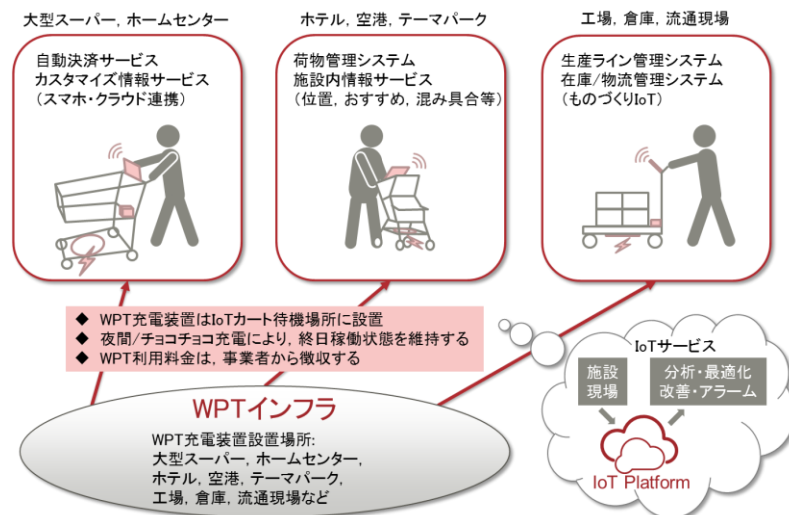 大型スーパー, ホームセンター
自動決済サービス
カスタマイズ情報サービス
(スマホ・クラウド連携)
ホテル, 空港, テーマパーク
荷物管理システム
施設内情報サービス
(位置, おすすめ, 混み具合等)
工場, 倉庫, 流通現場
生産ライン管理システム
在庫/物流管理システム
(ものづくりIoT)
◆ WPT充電装置はIoTカート待機場所に設置
◆ 夜間/チョコチョコ充電により, 終日稼働状態を維持する
◆ WPT利用料金は, 事業者から徴収する
WPTインフラ
WPT充電装置設置場所:
大型スーパー, ホームセンター,
ホテル, 空港, テーマパーク,
工場, 倉庫, 流通現場など
IoTサービス
施設
現場
分析・最適化
改善・アラーム
IoT Platform